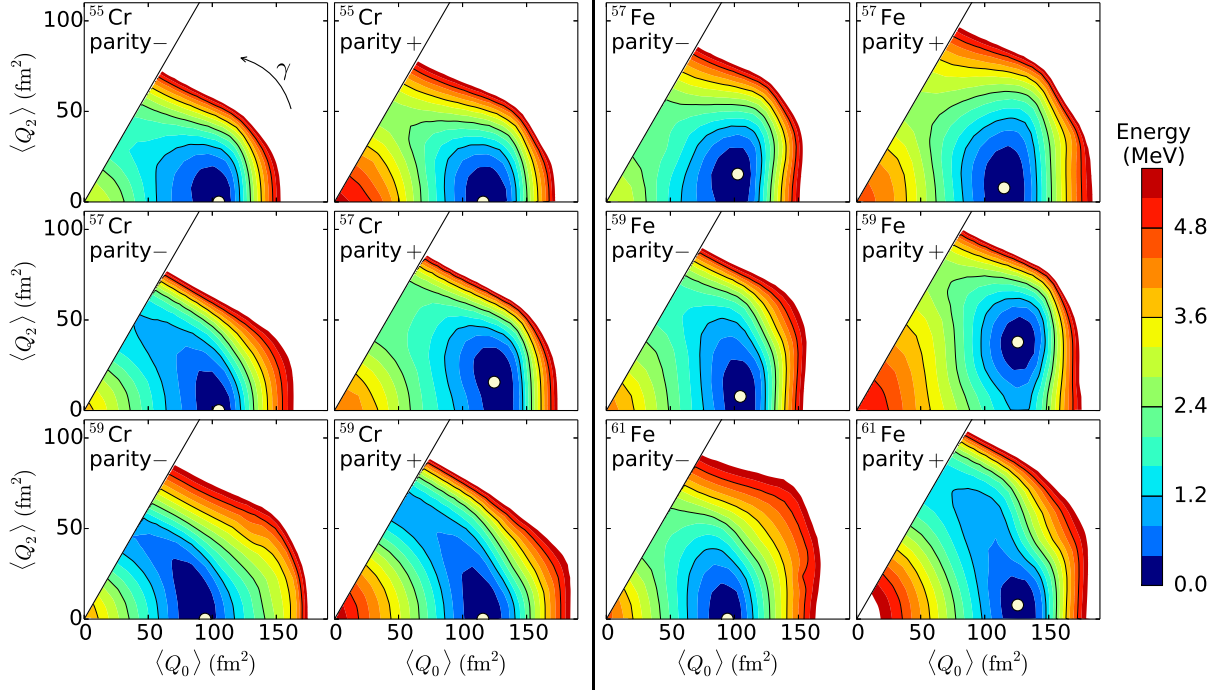 ⁵⁵Cr
parity−
⁵⁵Cr
parity+
⁵⁷Fe
parity−
⁵⁷Fe
parity+
γ
100
50
0
⟨Q₂⟩ (fm²)
⁵⁷Cr
parity−
⁵⁷Cr
parity+
⁵⁹Fe
parity−
⁵⁹Fe
parity+
100
50
0
⟨Q₂⟩ (fm²)
⁵⁹Cr
parity−
⁵⁹Cr
parity+
⁶¹Fe
parity−
⁶¹Fe
parity+
100
50
0
⟨Q₂⟩ (fm²)
0 50 100 150
0 50 100 150
0 50 100 150
0 50 100 150
⟨Q₀⟩ (fm²)
⟨Q₀⟩ (fm²)
⟨Q₀⟩ (fm²)
⟨Q₀⟩ (fm²)
Energy
(MeV)
4.8
3.6
2.4
1.2
0.0